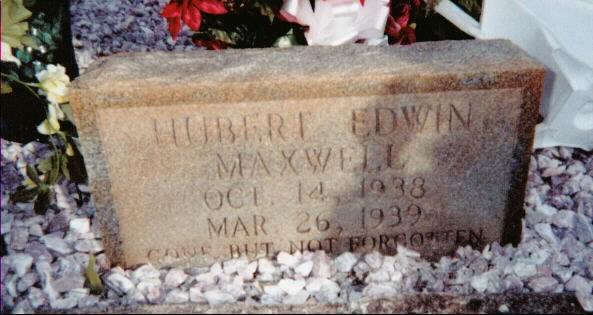 HUBERT EDWIN
MAXWELL
OCT. 14, 1938
MAR 26, 1939
GONE BUT NOT FORGOTTEN